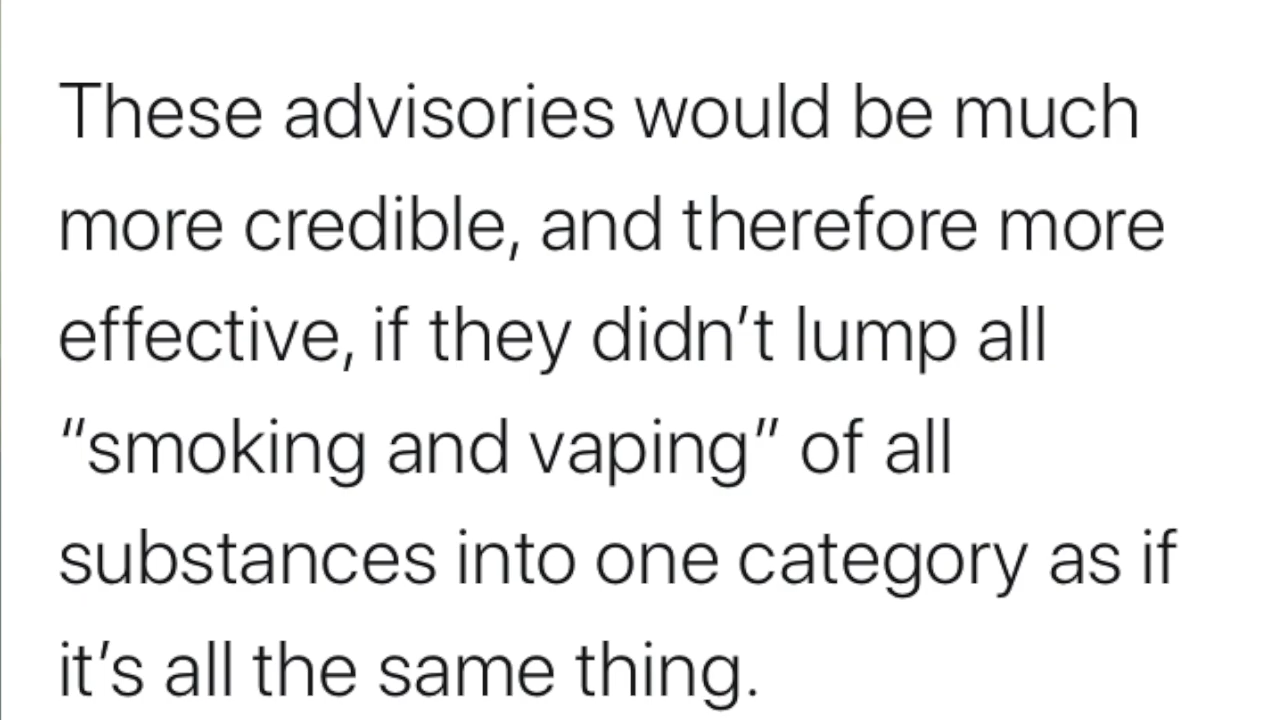 These advisories would be much
more credible, and therefore more
effective, if they didn’t lump all
“smoking and vaping” of all
substances into one category as if
it’s all the same thing.